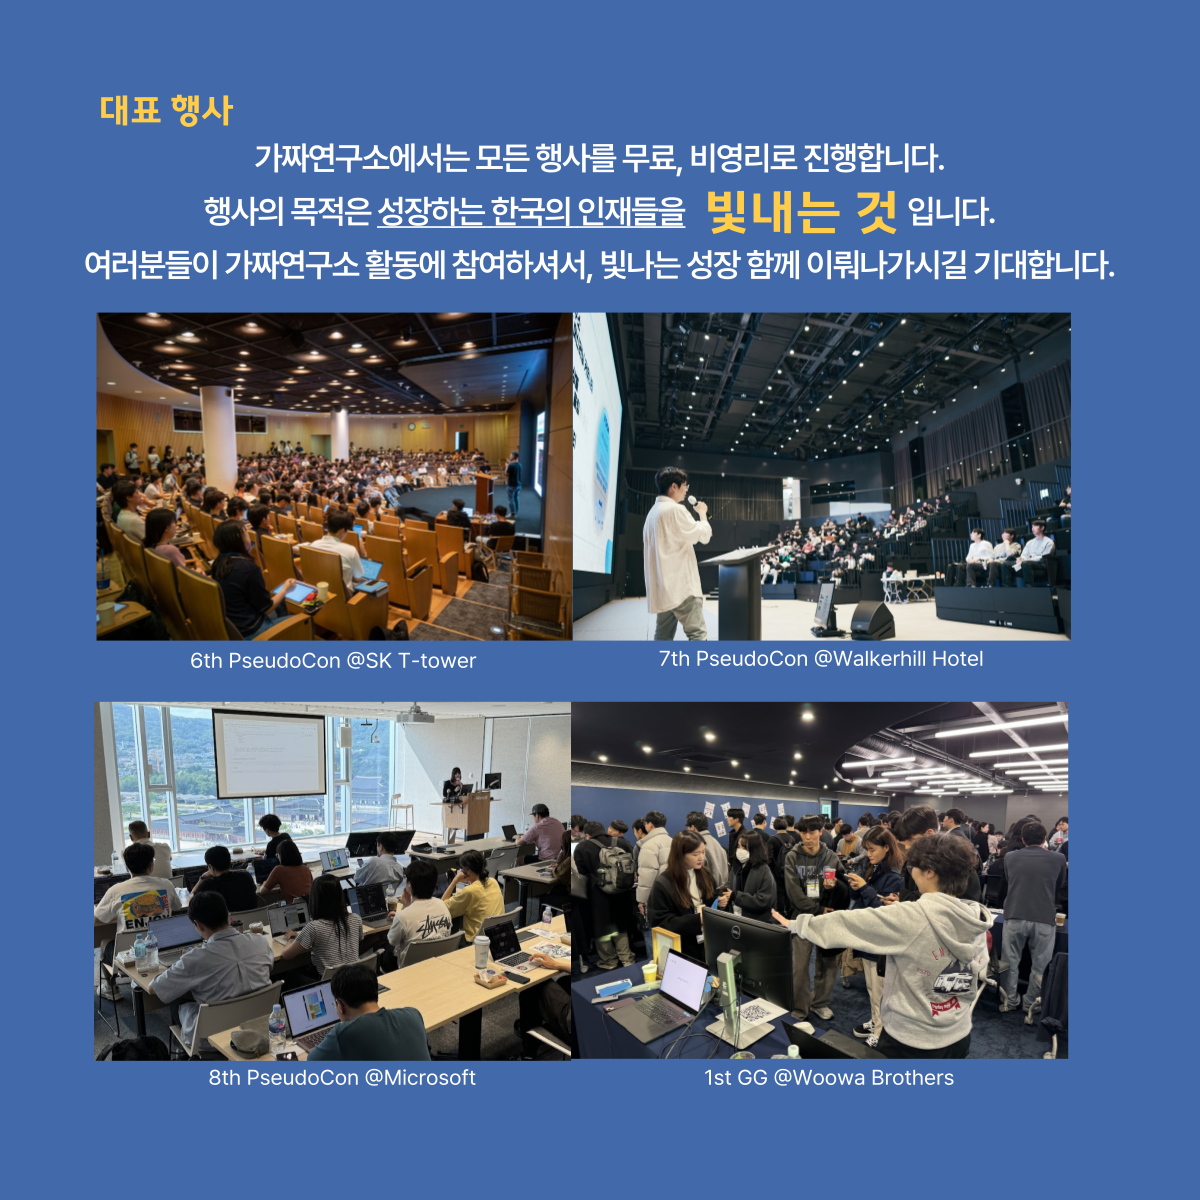 대표 행사
가짜연구소에서는 모든 행사를 무료, 비영리로 진행합니다.
행사의 목적은 성장하는 한국의 인재들을 빛내는 것 입니다.
여러분들이 가짜연구소 활동에 참여하셔서, 빛나는 성장 함께 이뤄나가시길 기대합니다.
6th PseudoCon @SK T-tower
7th PseudoCon @Walkerhill Hotel
ENJOY
DELL
8th PseudoCon @Microsoft
1st GG @Woowa Brothers